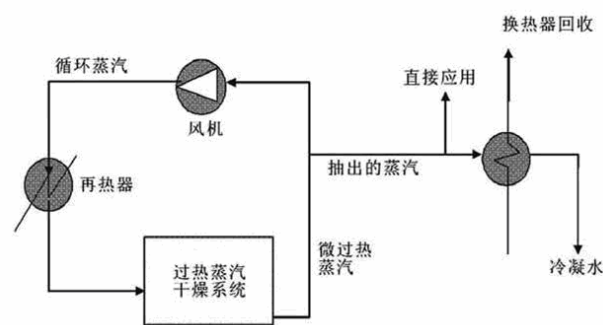 换热器回收
循环蒸汽
直接应用
风机
再热器
抽出的蒸汽
微过热
蒸汽
过热蒸汽
干燥系统
冷凝水